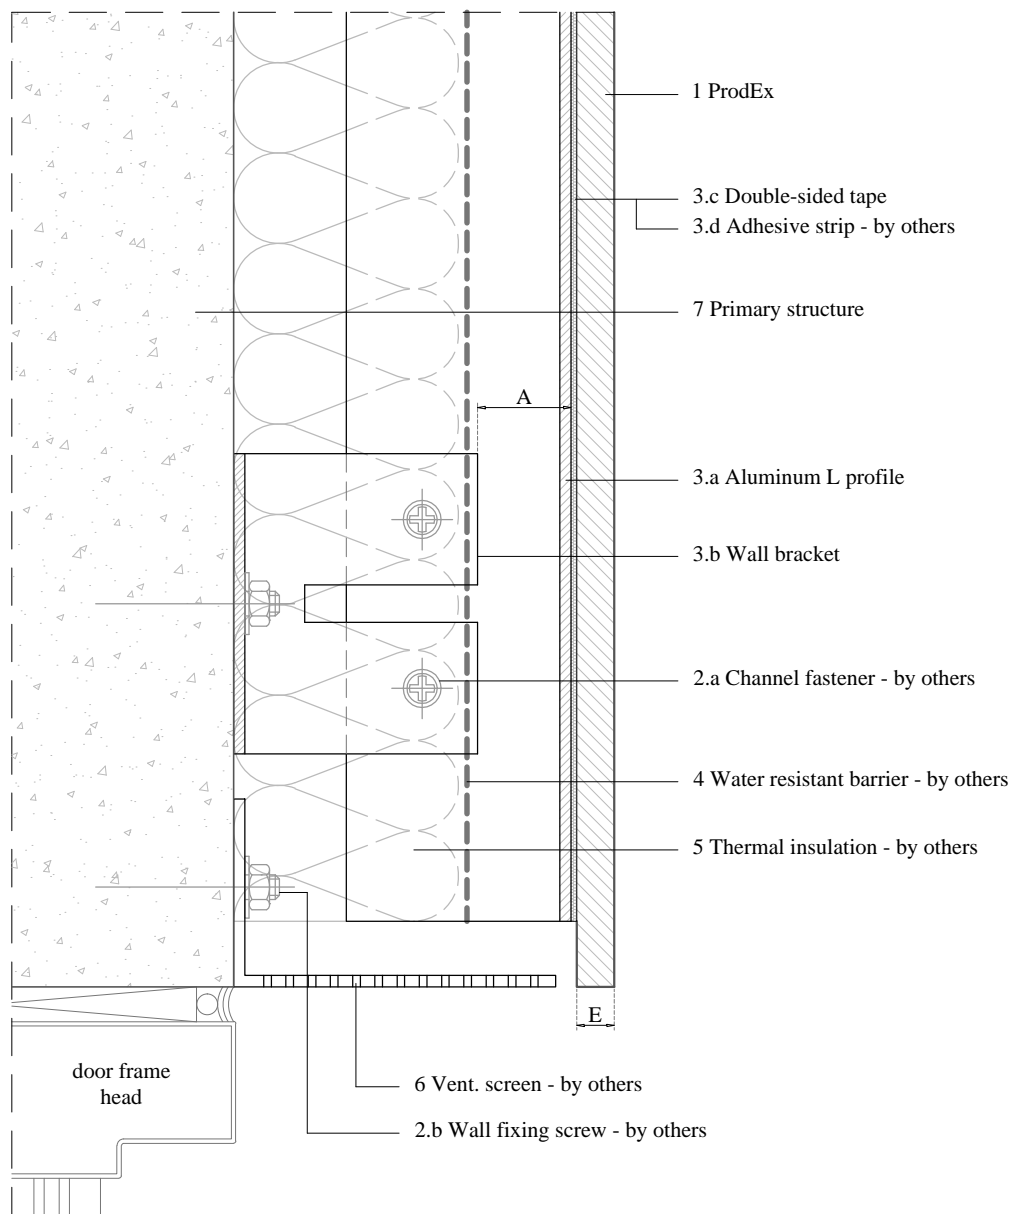 1 ProdEx
3.c Double-sided tape
3.d Adhesive strip - by others
7 Primary structure
A
3.a Aluminum L profile
3.b Wall bracket
2.a Channel fastener - by others
4 Water resistant barrier - by others
5 Thermal insulation - by others
E
door frame
head
6 Vent. screen - by others
2.b Wall fixing screw - by others